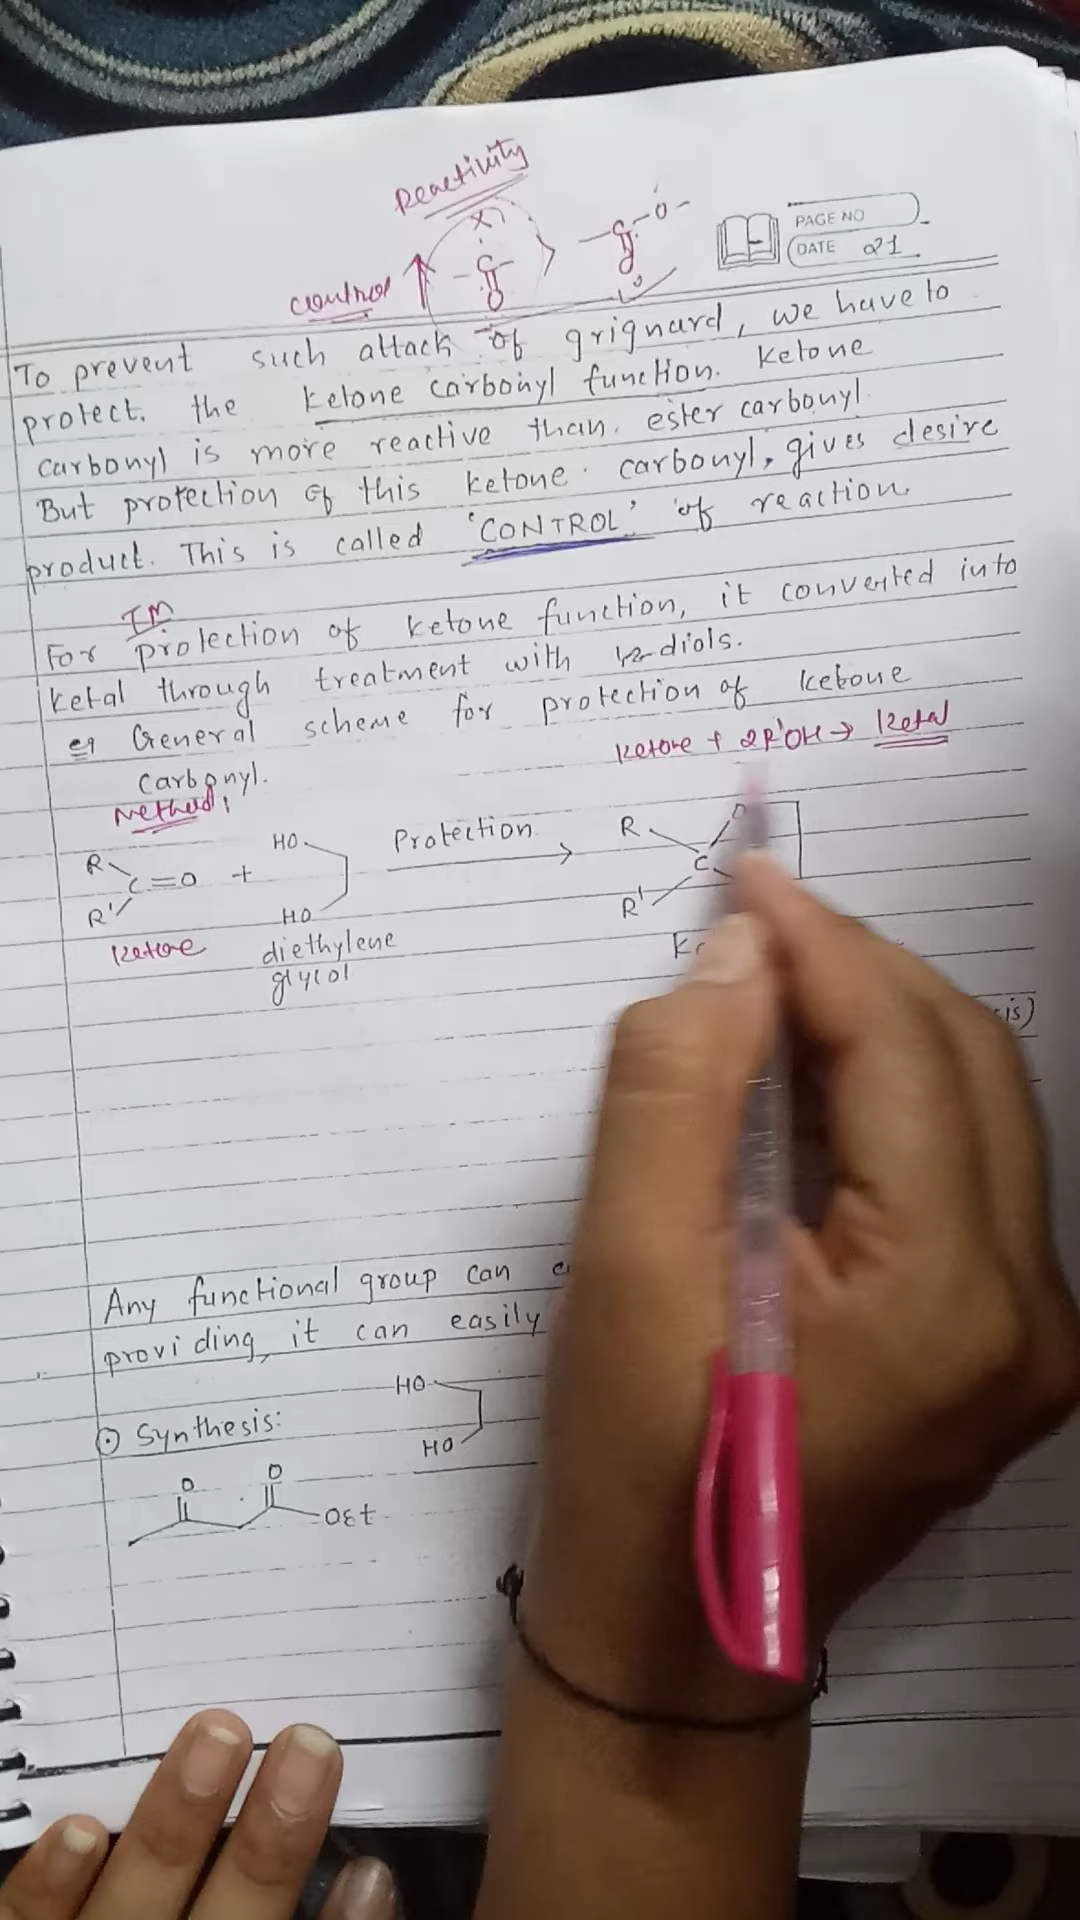 Reactivity
PAGE NO
DATE 21
control
To prevent such attack of grignard, we have to
protect. the ketone carbonyl function. Ketone
carbonyl is more reactive than. ester carbonyl.
But protection of this ketone carbonyl, gives desire
product. This is called 'CONTROL' of reaction.
IM
For protection of ketone function, it converted into
ketal through treatment with 1,2 diols.
eg General scheme for protection of ketone
carbonyl.
Ketone + 2R'OH → Ketal
Method:
R R' C=O + HO HO Protection R R' C O
Ketone diethylene
glycol
Any functional group can
providing, it can easily
Synthesis: HO HO
O O OEt